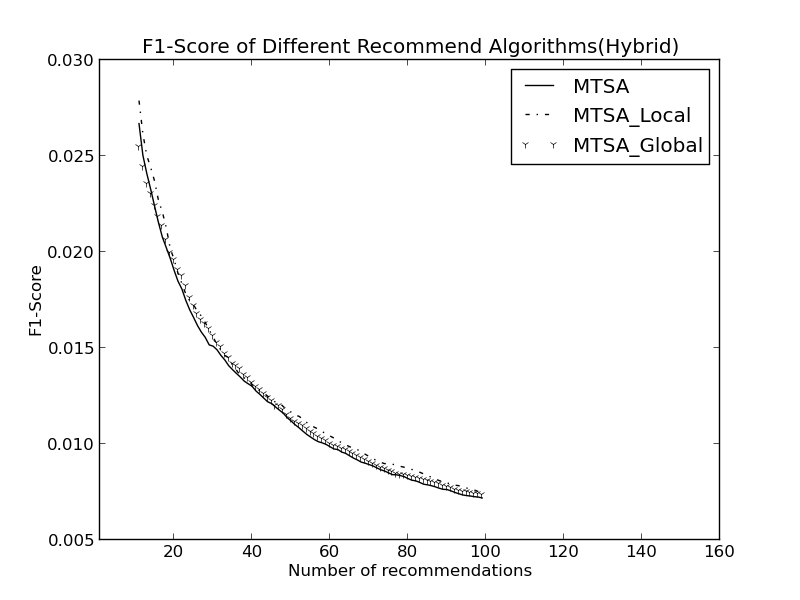 F1-Score of Different Recommend Algorithms(Hybrid)
MTSA
MTSA_Local
MTSA_Global
0.030
0.025
0.020
0.015
0.010
0.005
F1-Score
20 40 60 80 100 120 140 160
Number of recommendations